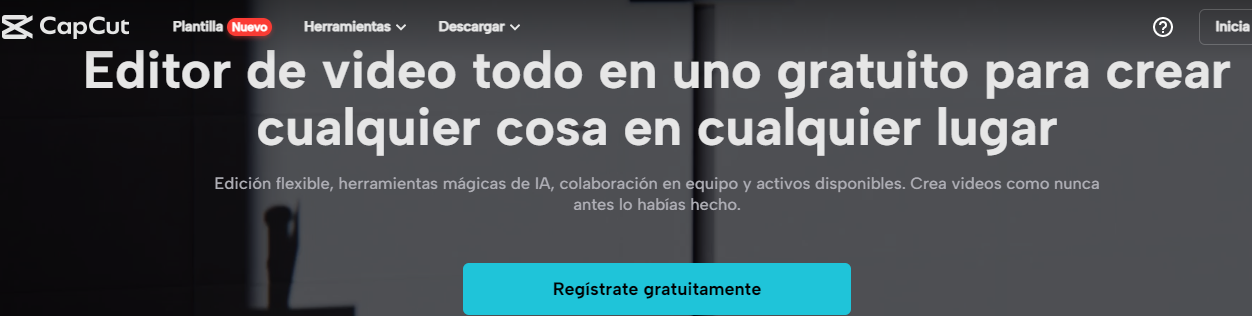 CapCut Plantilla Nuevo Herramientas Descargar Inicia
Editor de video todo en uno gratuito para crear
cualquier cosa en cualquier lugar
Edición flexible, herramientas mágicas de IA, colaboración en equipo y activos disponibles. Crea videos como nunca
antes lo habías hecho.
Regístrate gratuitamente